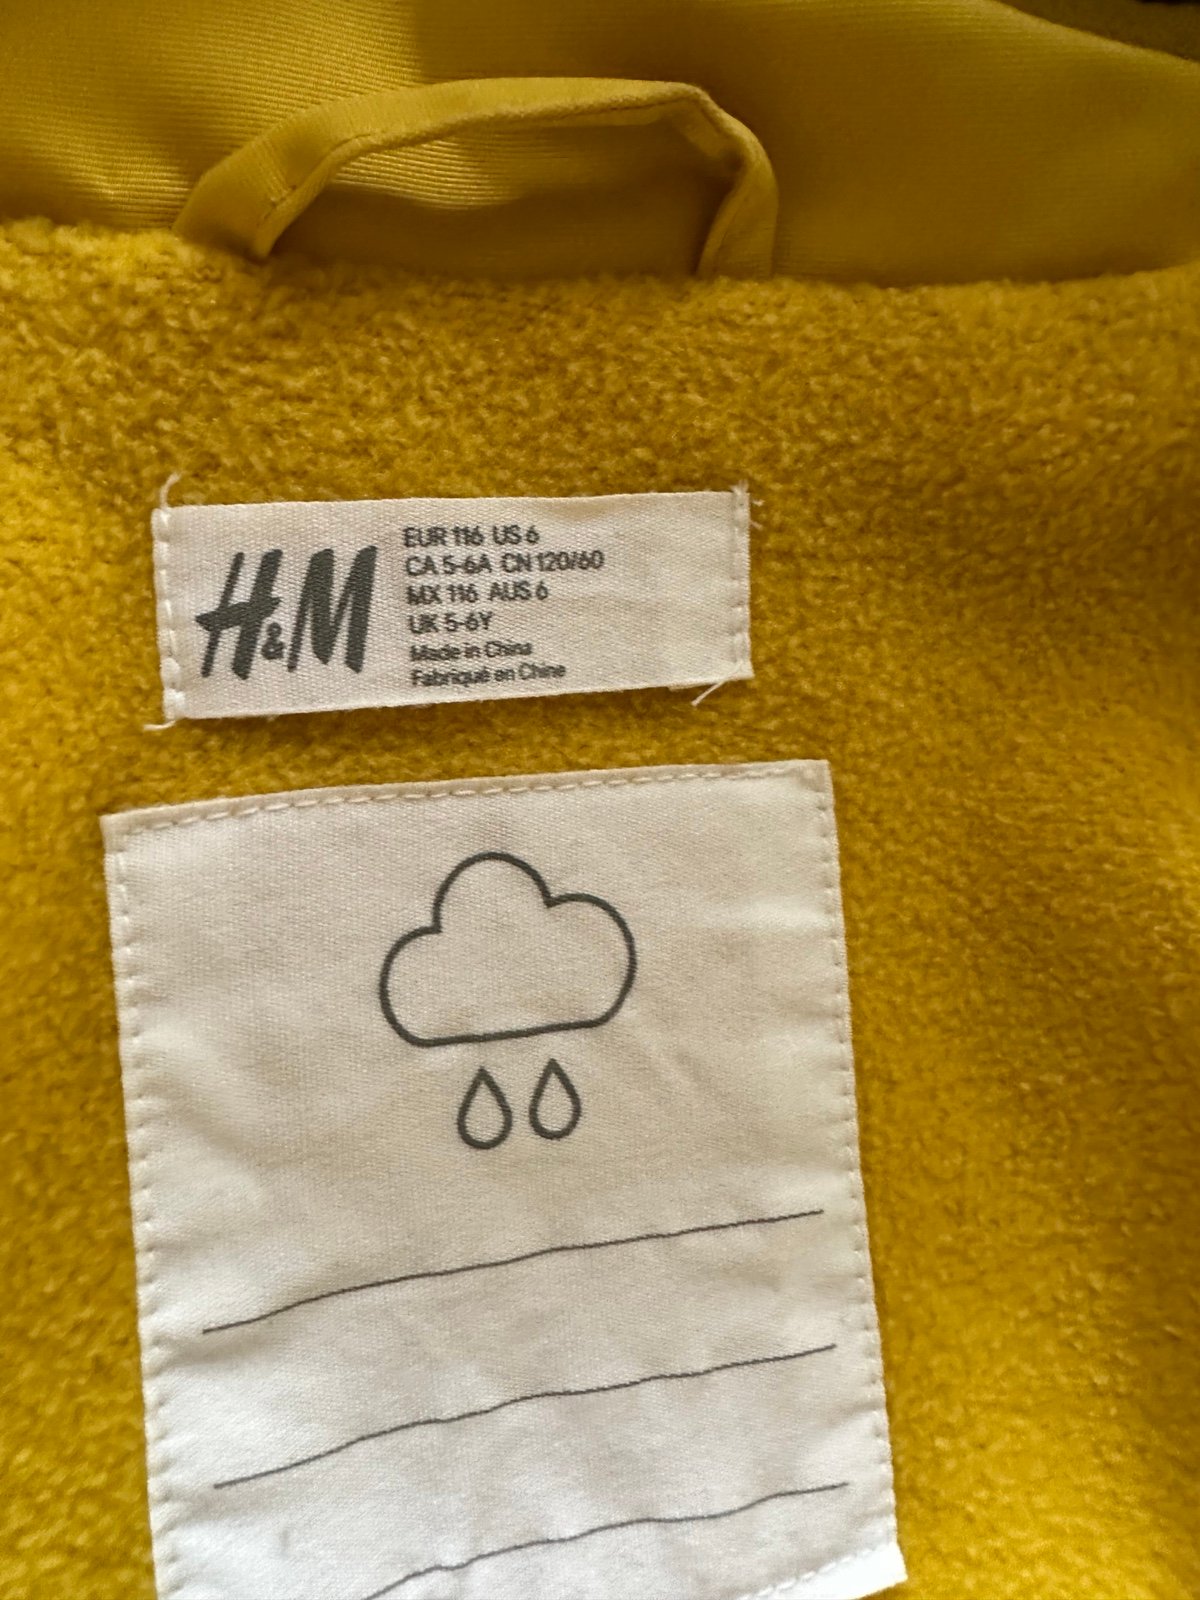 H&M
EUR 116 US 6
CA 5-6A CN 120/60
MX 116 AUS 6
UK 5-6Y
Made in China
Fabriqué en Chine